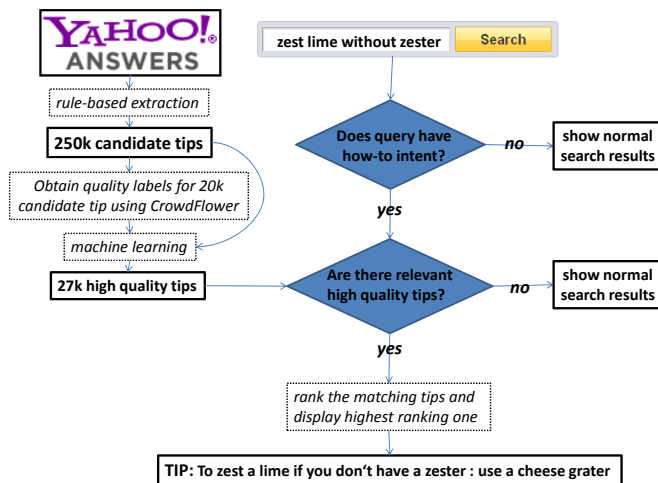 YAHOO!
ANSWERS
rule-based extraction
250k candidate tips
Obtain quality labels for 20k
candidate tip using CrowdFlower
machine learning
27k high quality tips
zest lime without zester
Search
Does query have
how-to intent?
no
show normal
search results
yes
Are there relevant
high quality tips?
no
show normal
search results
yes
rank the matching tips and
display highest ranking one
TIP: To zest a lime if you don't have a zester : use a cheese grater